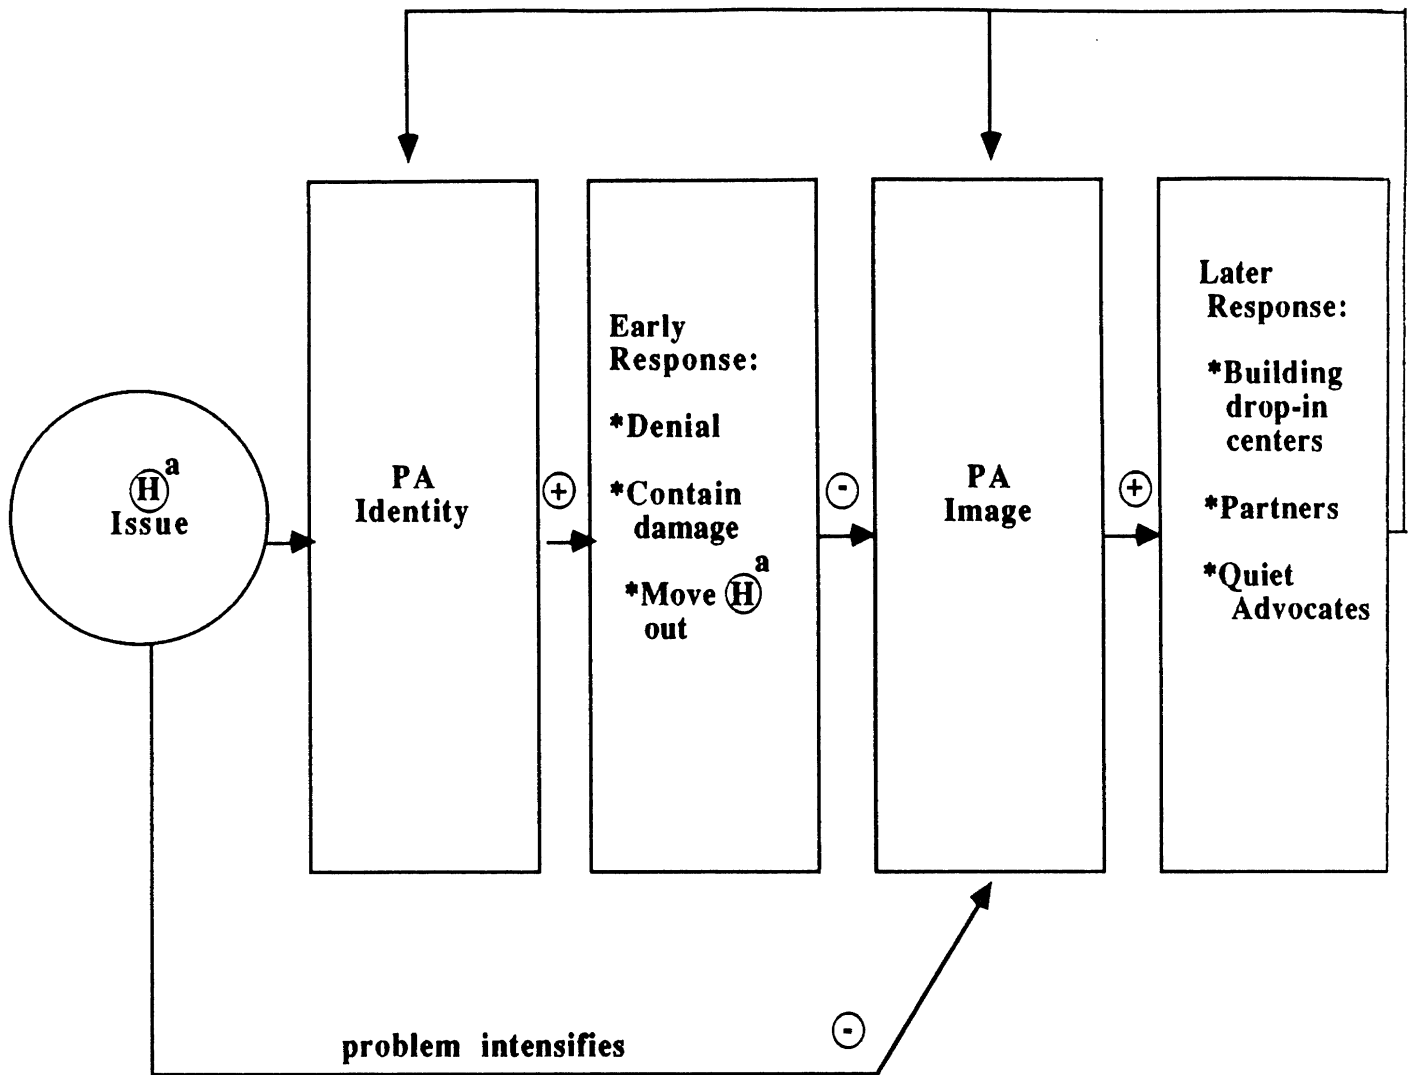 Ⓗ a
Issue
PA
Identity
⊕
Early
Response:
*Denial
*Contain
damage
*Move Ⓗ a
out
⊖
PA
Image
⊕
Later
Response:
*Building
drop-in
centers
*Partners
*Quiet
Advocates
problem intensifies
⊖